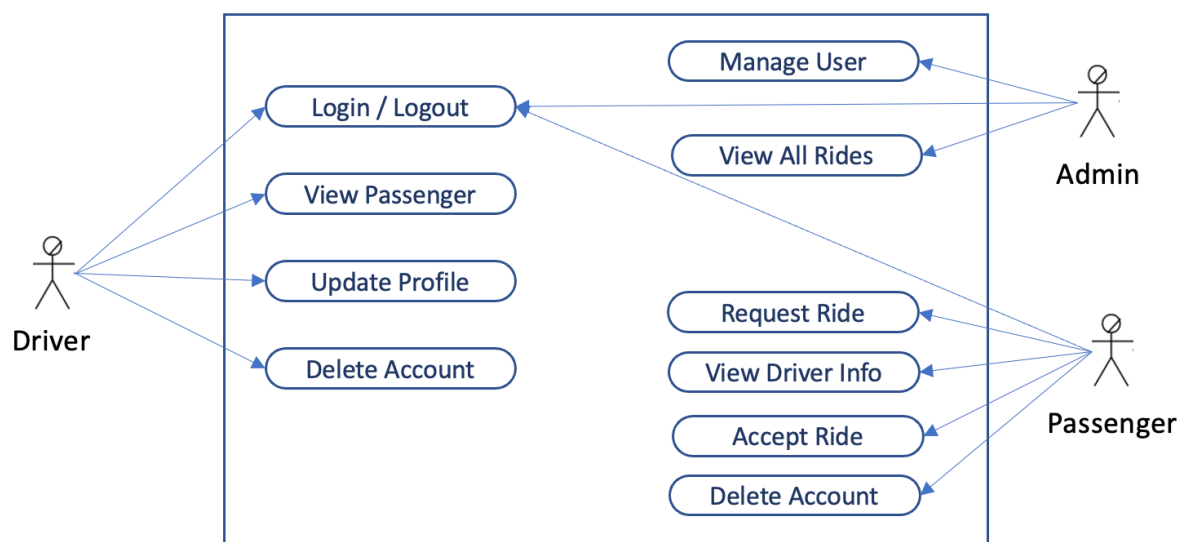 Manage User
Login / Logout
View All Rides
Admin
View Passenger
Update Profile
Driver
Request Ride
Delete Account
View Driver Info
Accept Ride
Passenger
Delete Account